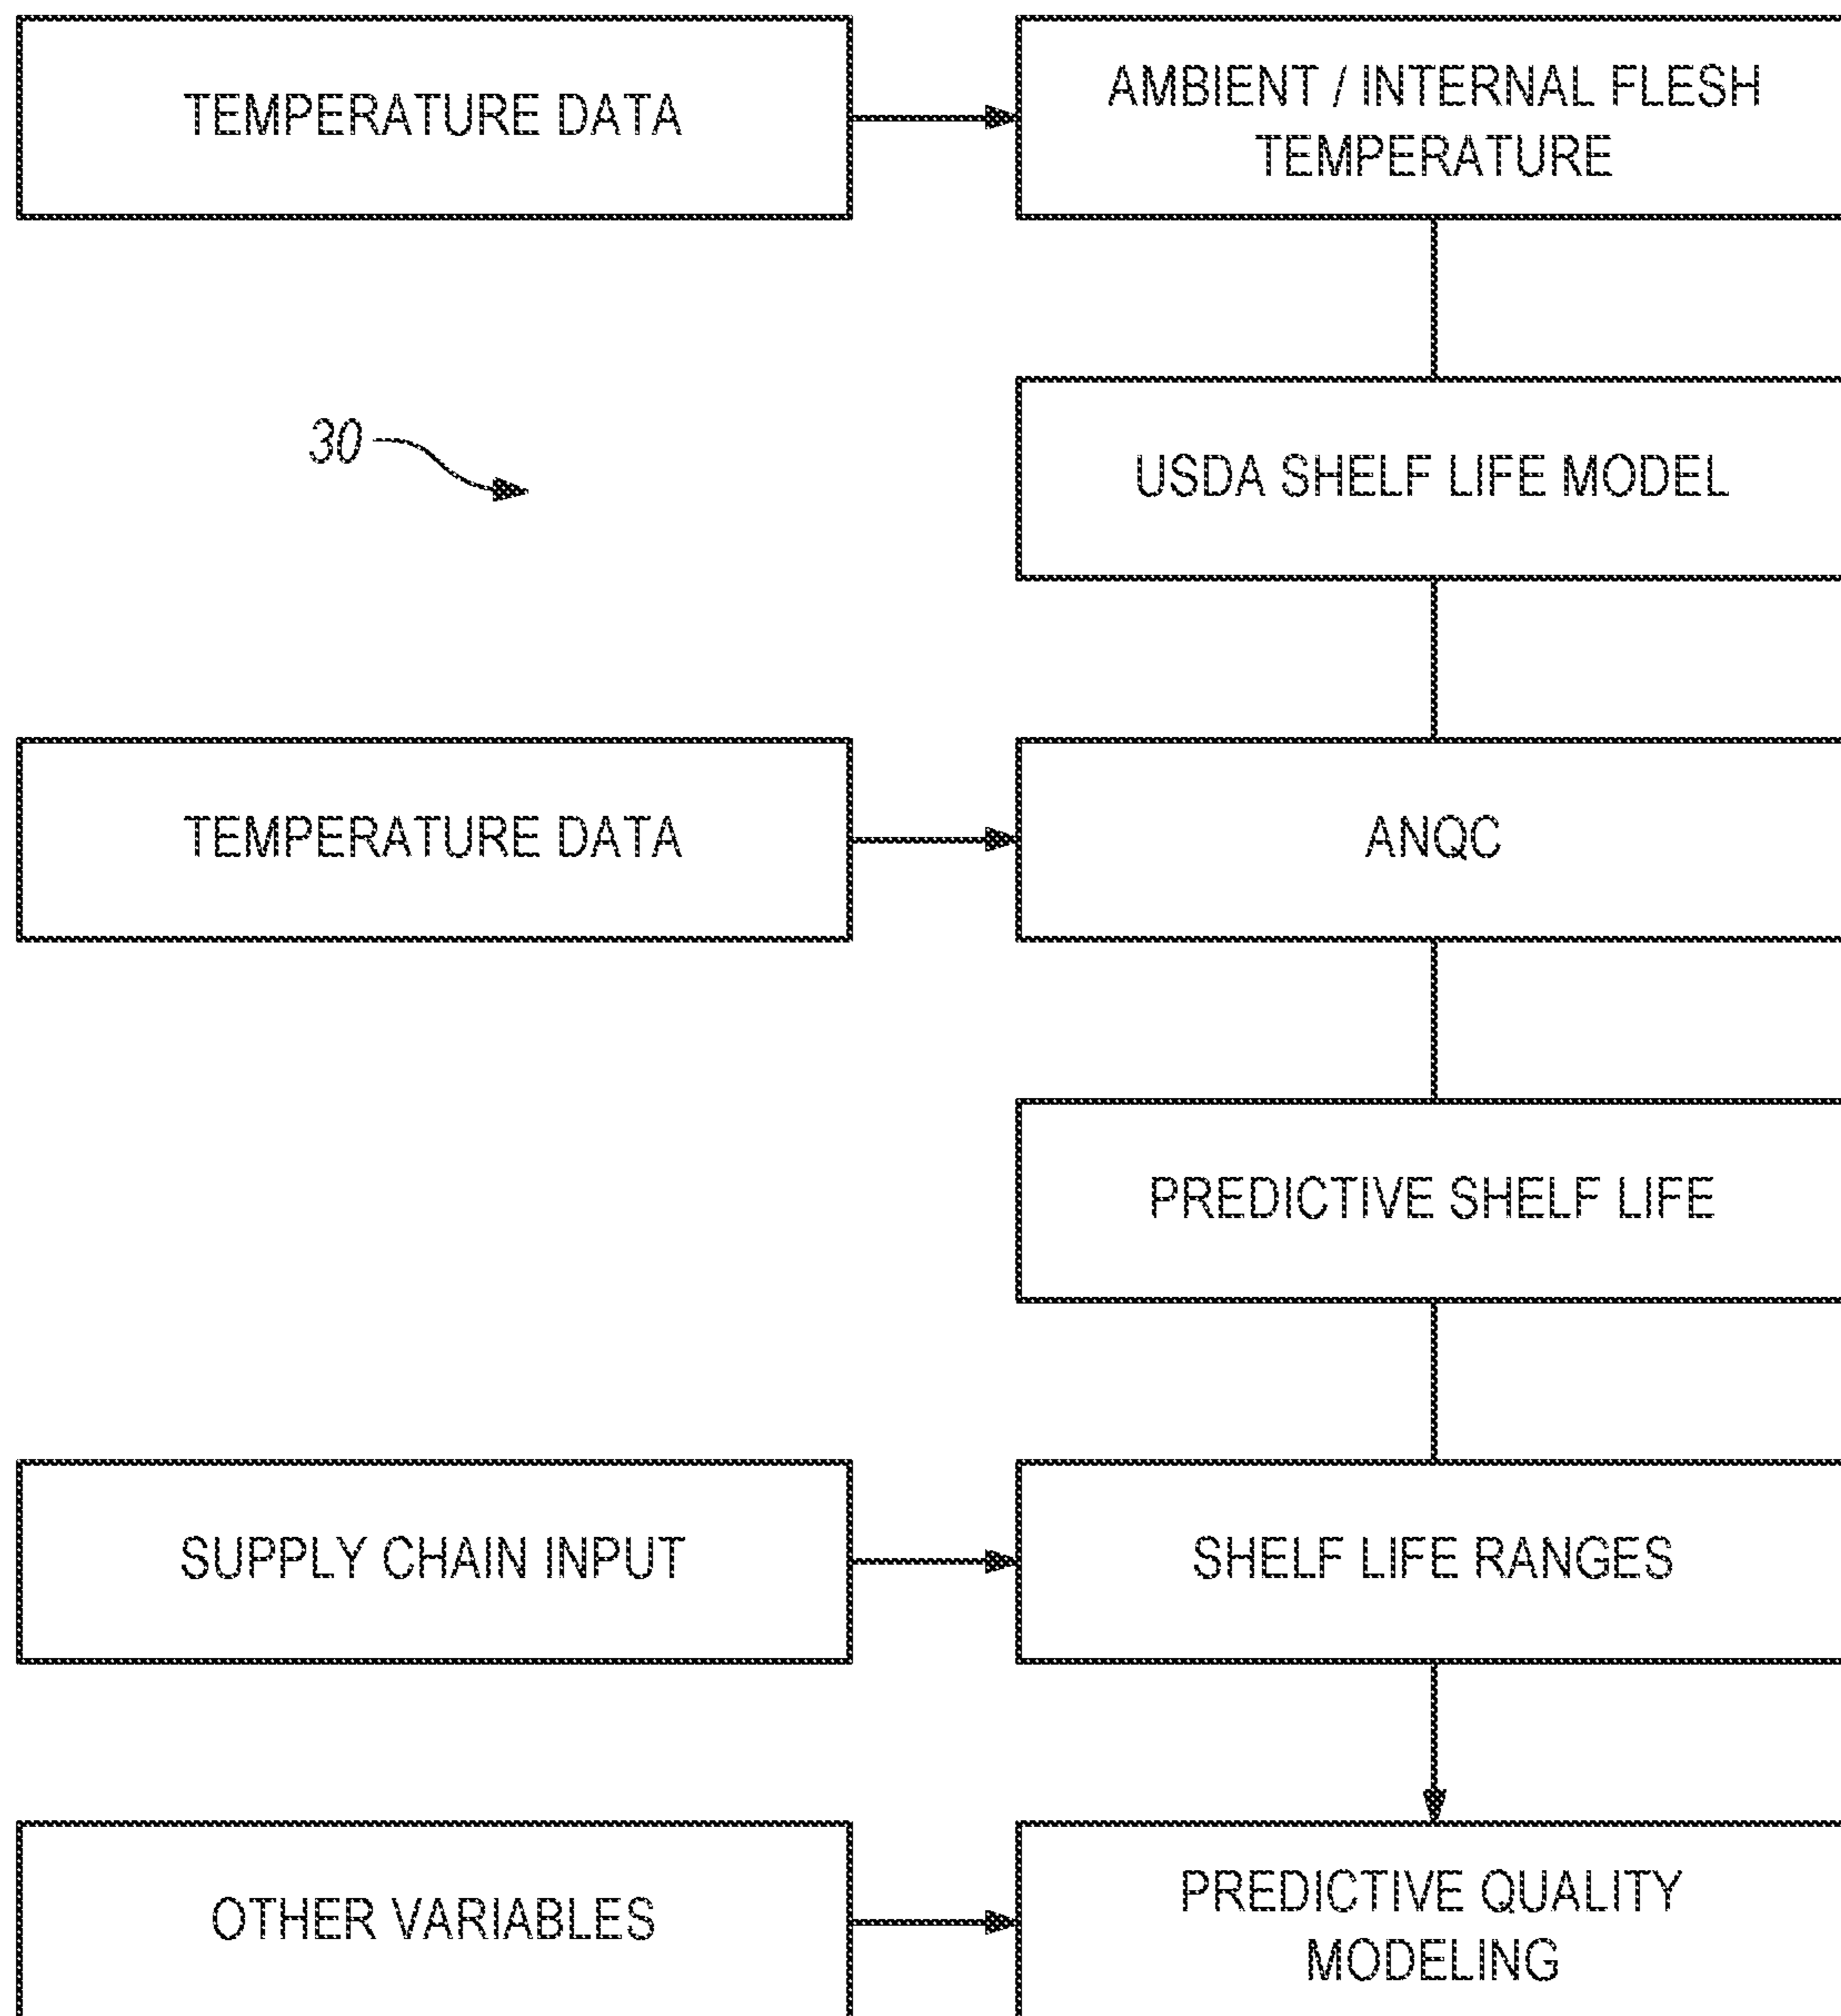 TEMPERATURE DATA
AMBIENT / INTERNAL FLESH
TEMPERATURE
30
USDA SHELF LIFE MODEL
TEMPERATURE DATA
ANQC
PREDICTIVE SHELF LIFE
SUPPLY CHAIN INPUT
SHELF LIFE RANGES
OTHER VARIABLES
PREDICTIVE QUALITY
MODELING